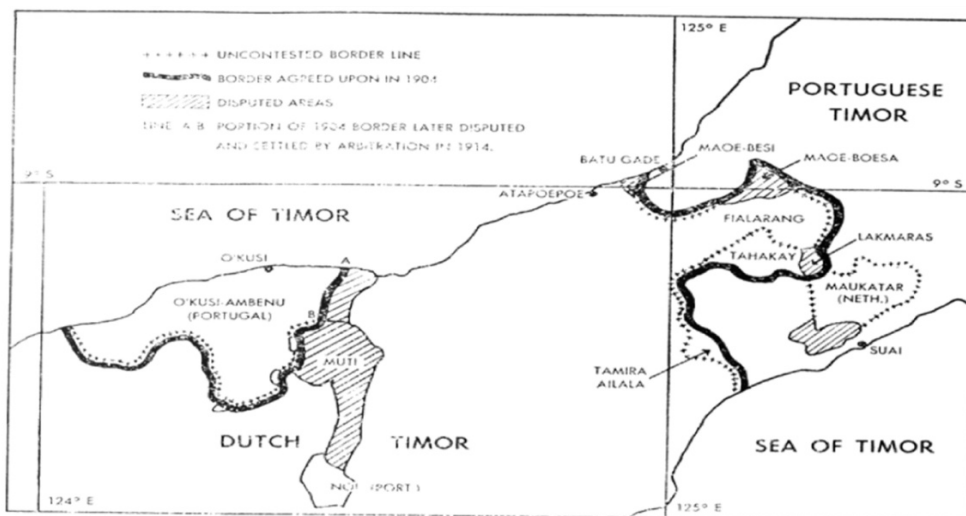 125° E
UNCONTESTED BORDER LINE
BORDER AGREED UPON IN 1904
DISPUTED AREAS
LINE A B PORTION OF 1904 BORDER LATER DISPUTED
AND SETTLED BY ARBITRATION IN 1914.
PORTUGUESE
TIMOR
MAOE-BESI
BATU GADE
MAOE-BOESA
9° S
ATAPOEPOE
9° S
SEA OF TIMOR
FIALARANG
LAKMARAS
O'KUSI
A
TAHAKAY
MAUKATAR
(NETH.)
O'KUSI-AMBENU
(PORTUGAL)
B
MUTI
SUAI
TAMIRA
AILALA
DUTCH TIMOR
SEA OF TIMOR
(PORT.)
124° E
125° E